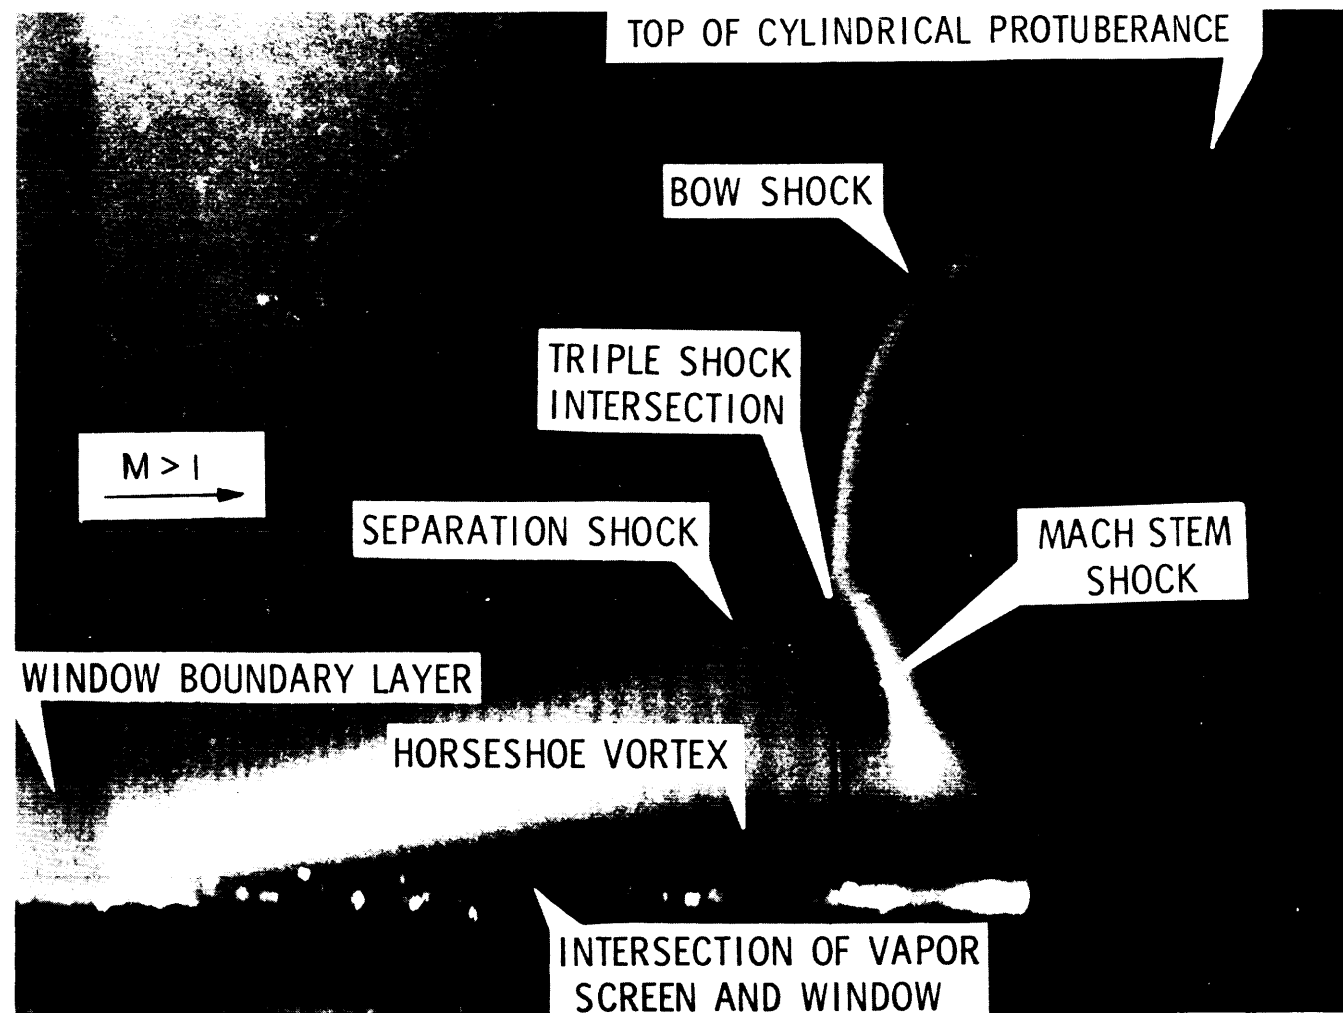 TOP OF CYLINDRICAL PROTUBERANCE
BOW SHOCK
TRIPLE SHOCK
INTERSECTION
M > 1
SEPARATION SHOCK
MACH STEM
SHOCK
WINDOW BOUNDARY LAYER
HORSESHOE VORTEX
INTERSECTION OF VAPOR
SCREEN AND WINDOW